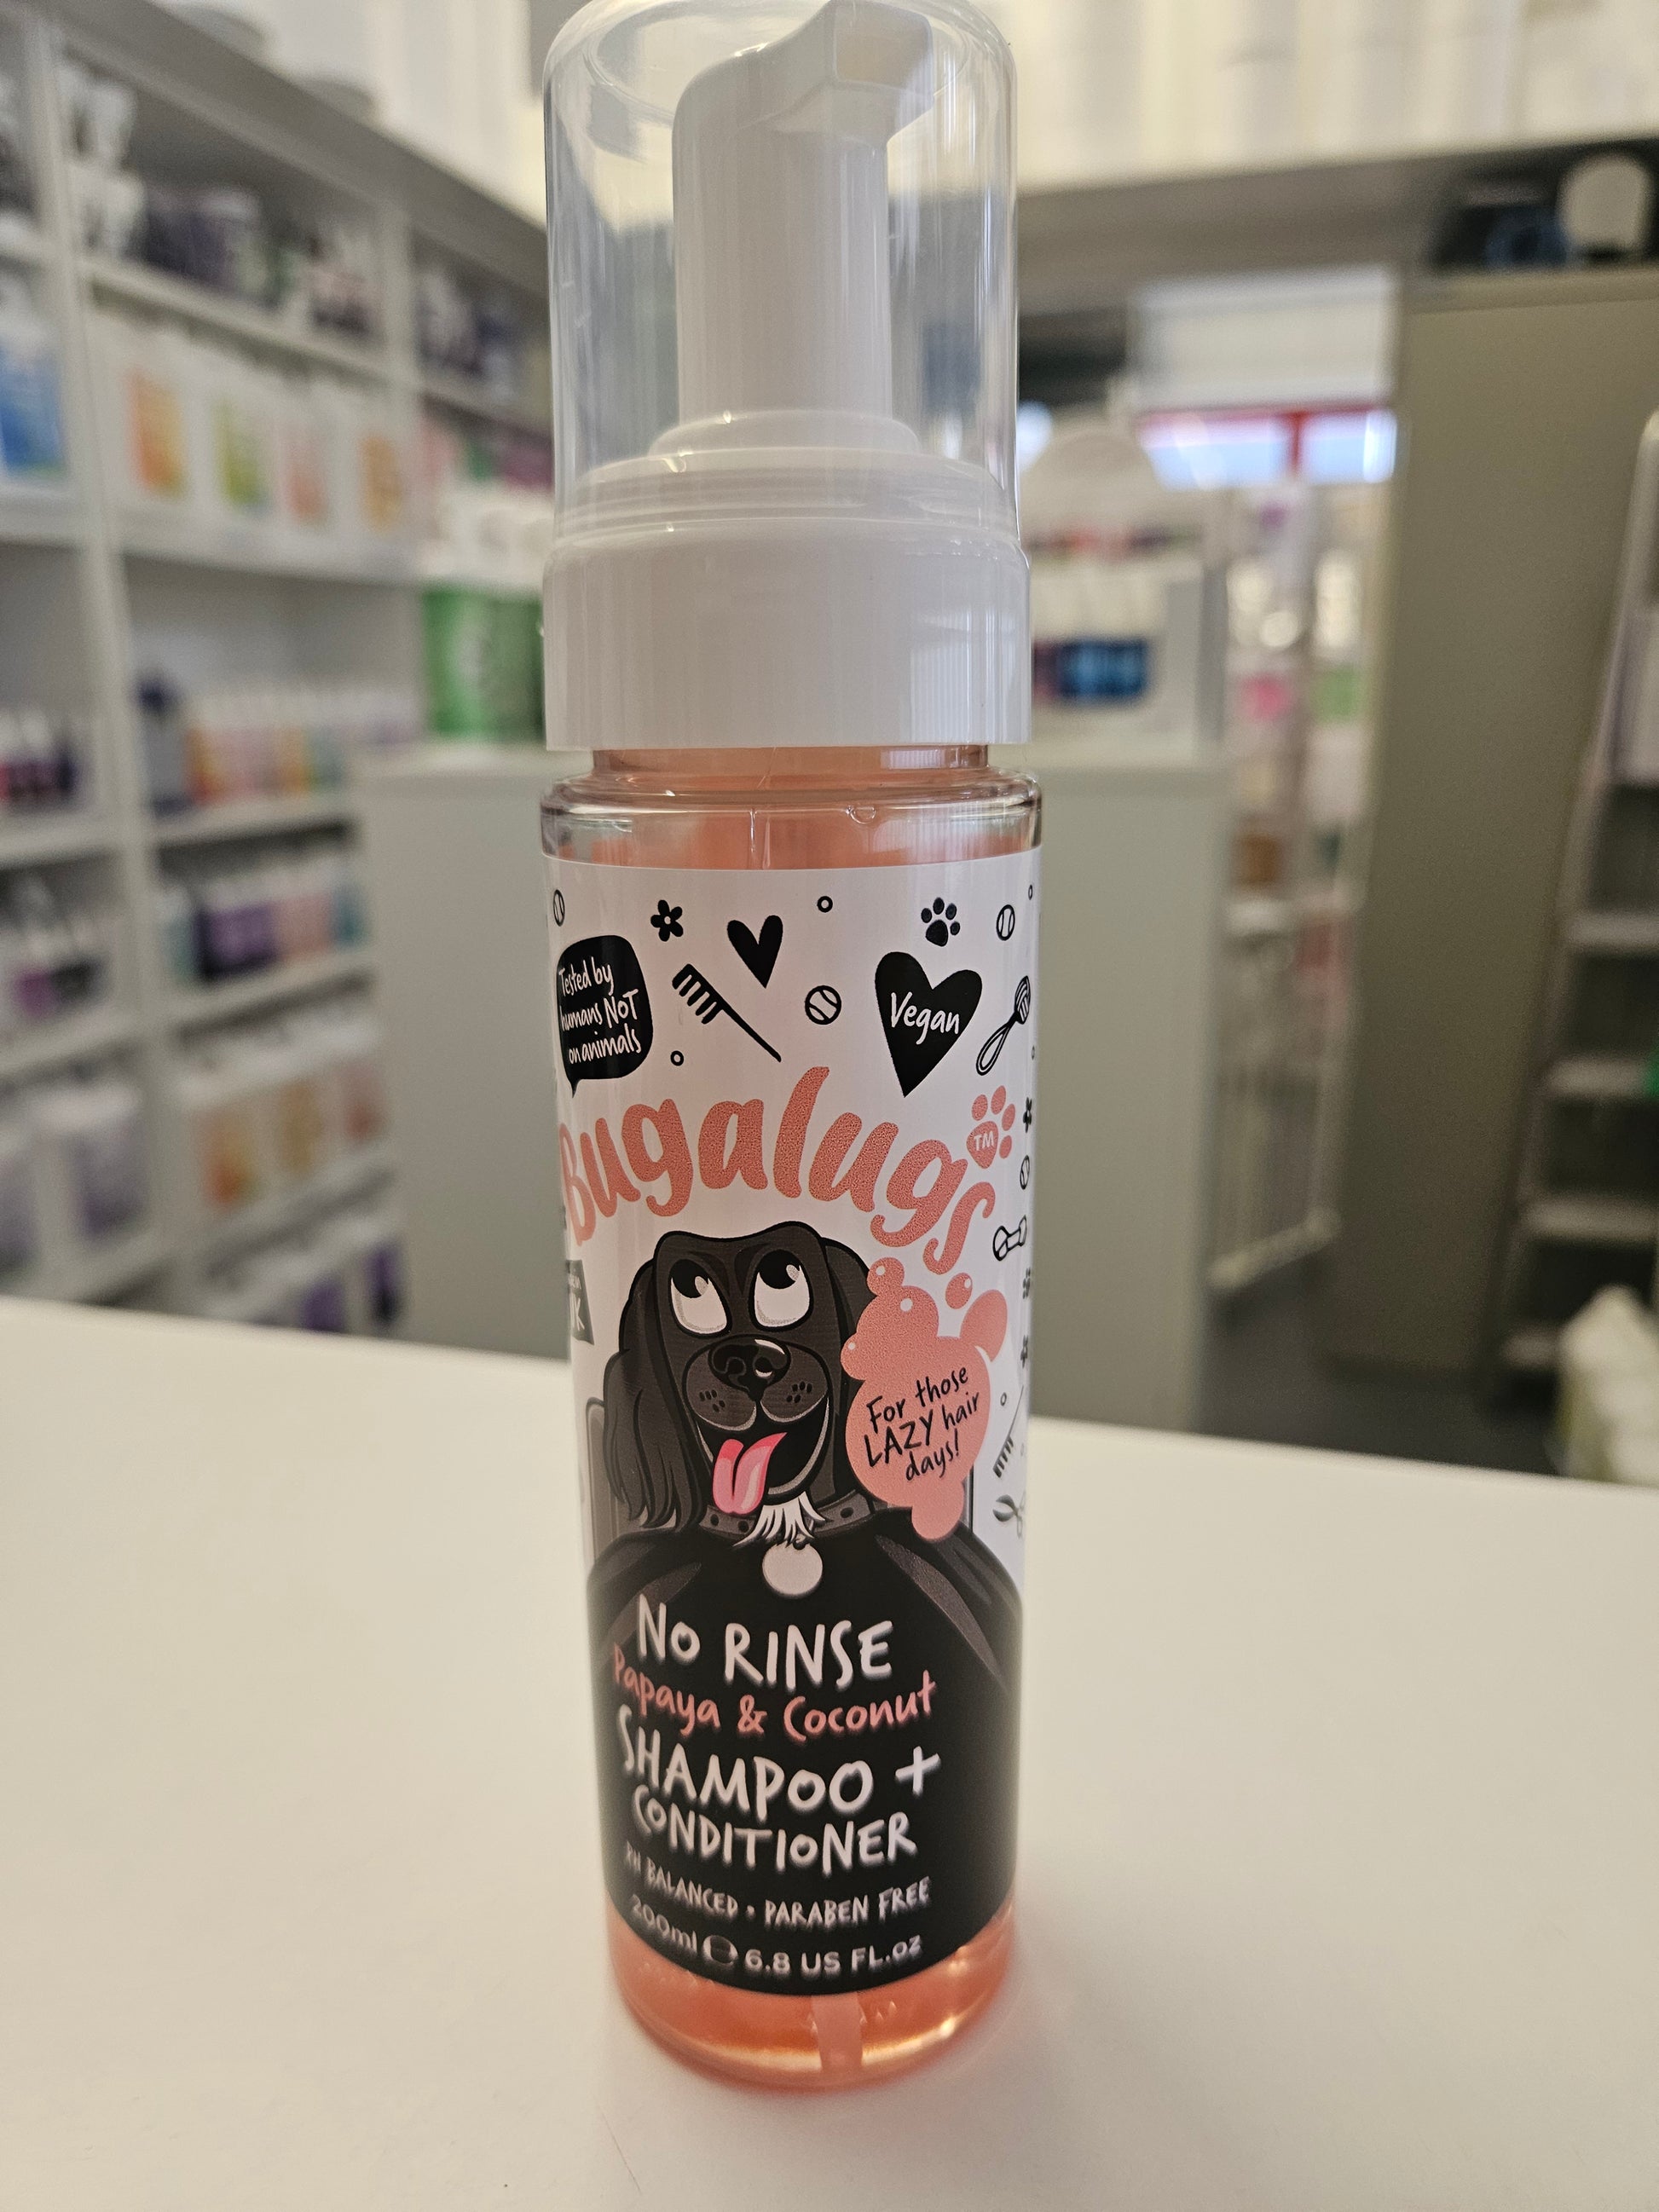 Tested by
humans NOT
on animals
Vegan
Bugalugs
TM
For those
LAZY hair
days!
No RINSE
Papaya & Coconut
SHAMPOO +
CONDITIONER
PH BALANCED • PARABEN FREE
200ml ℮ 6.8 US FL.oz